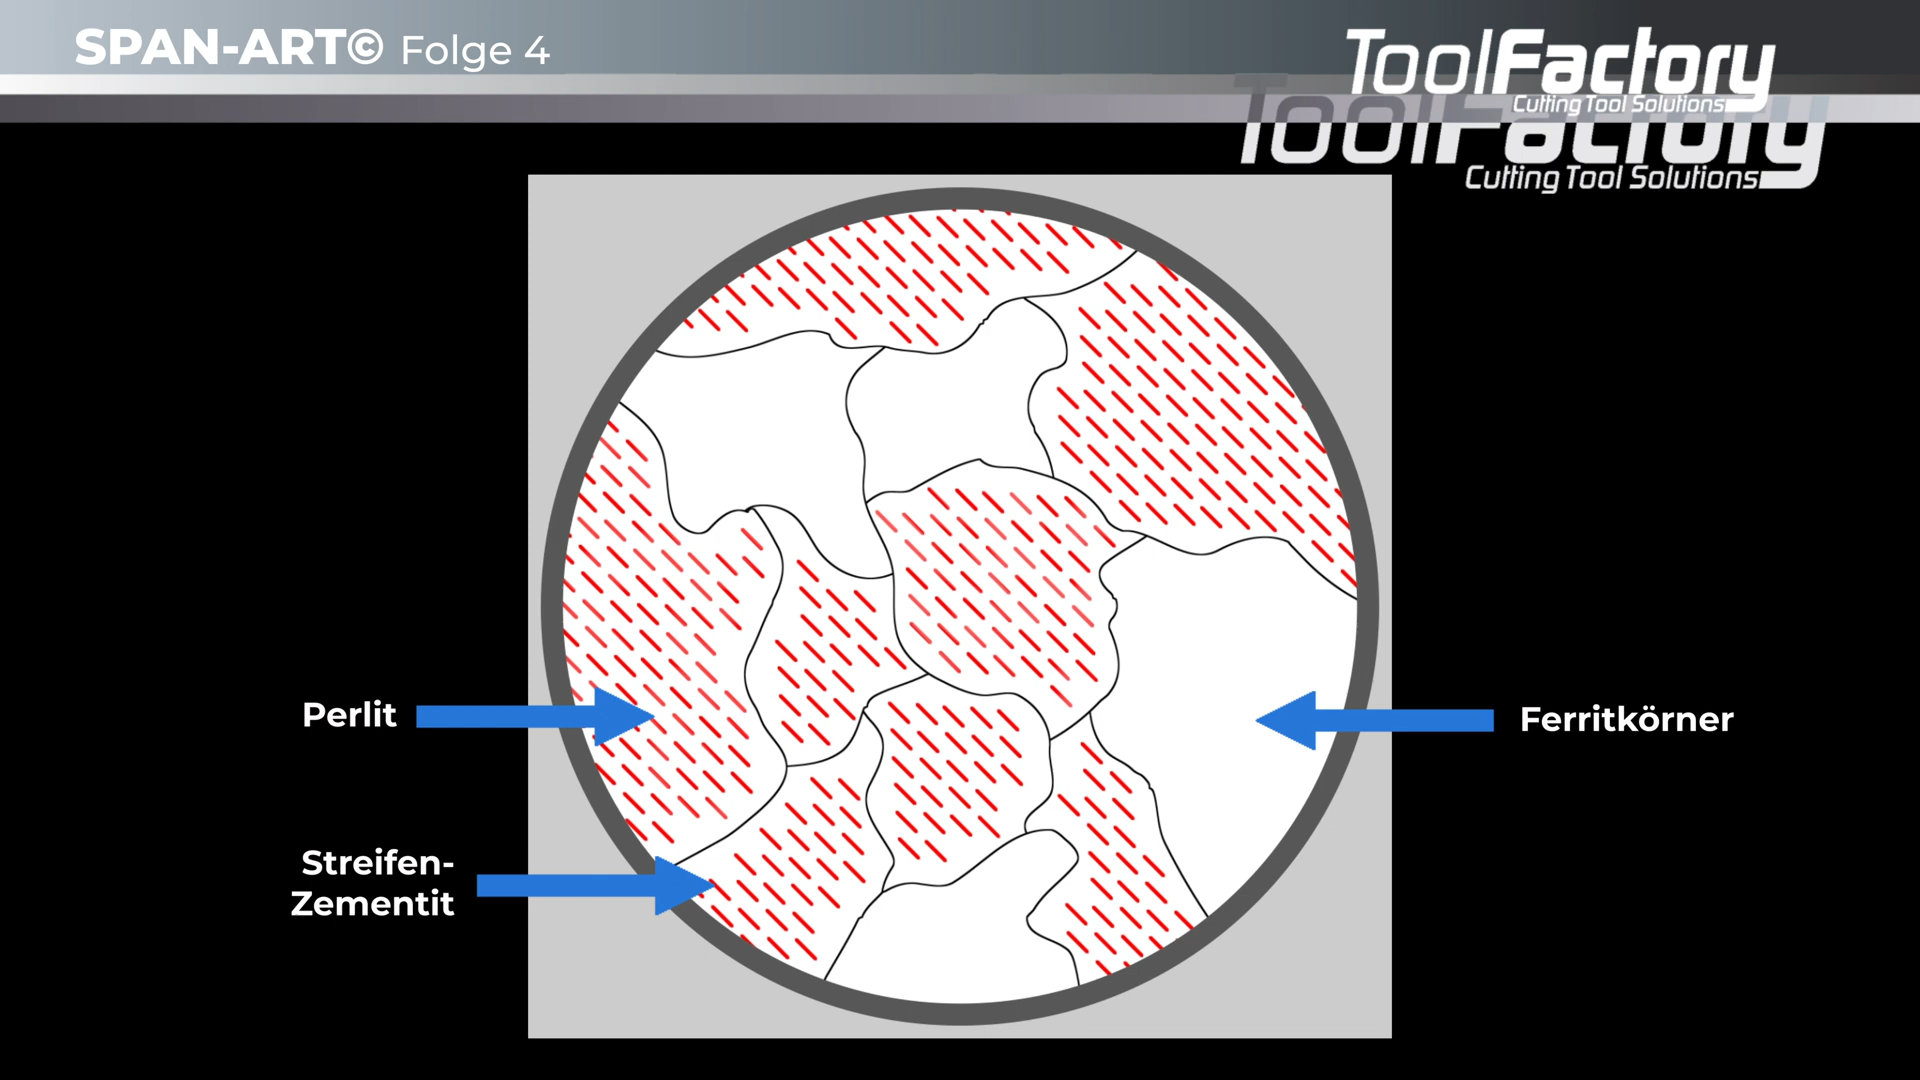 SPAN-ART© Folge 4
ToolFactory
Cutting Tool Solutions
ToolFactory
Cutting Tool Solutions
Perlit
Ferritkörner
Streifen-
Zementit